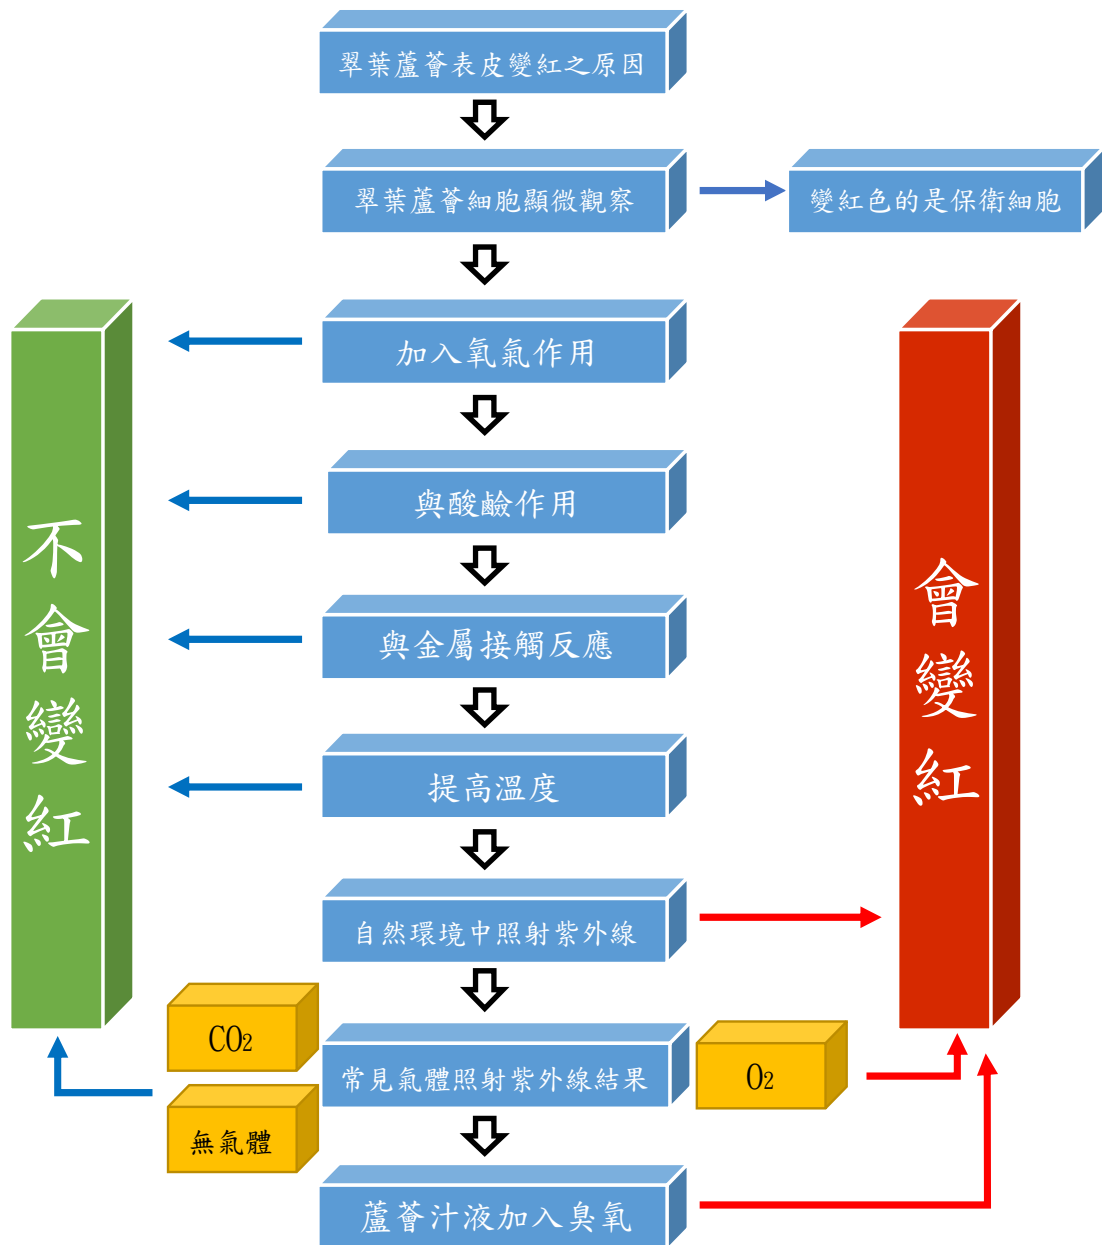 翠葉蘆薈表皮變紅之原因
翠葉蘆薈細胞顯微觀察
變紅色的是保衛細胞
加入氧氣作用
與酸鹼作用
與金屬接觸反應
提高溫度
自然環境中照射紫外線
不會變紅
會變紅
CO₂
無氣體
常見氣體照射紫外線結果
O₂
蘆薈汁液加入臭氧